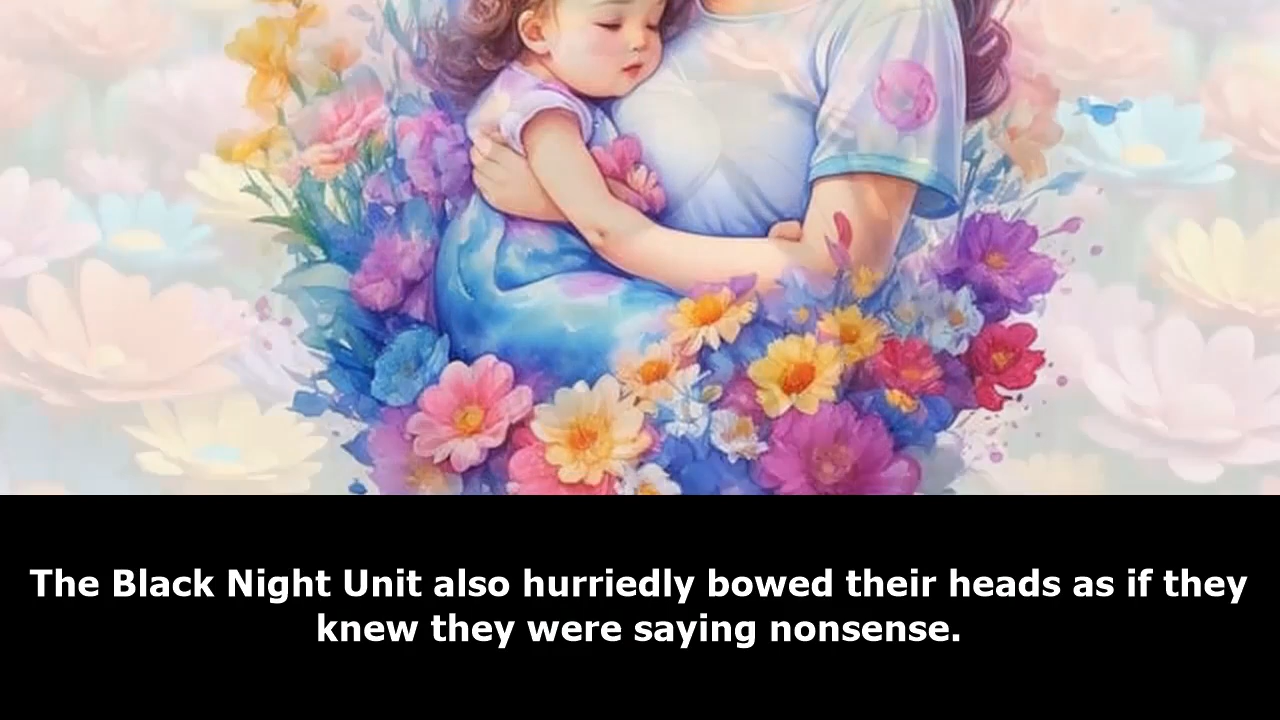 The Black Night Unit also hurriedly bowed their heads as if they
knew they were saying nonsense.